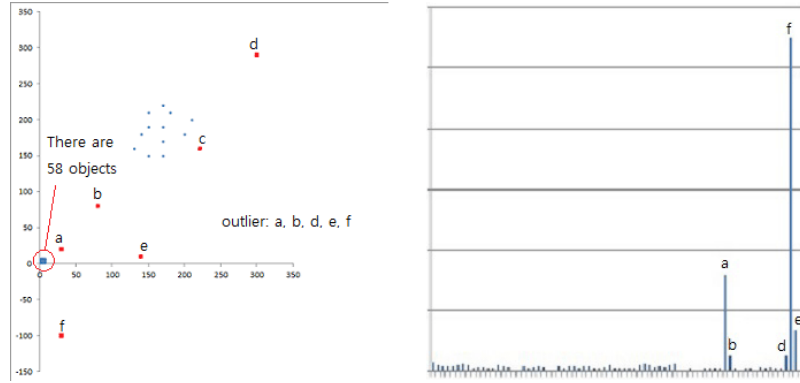 350
300
250
200
150
100
50
0
-50
-100
-150
0 50 100 150 200 250 300 350
There are
58 objects
a
b
c
d
e
f
outlier: a, b, d, e, f
a
b
d
f
e